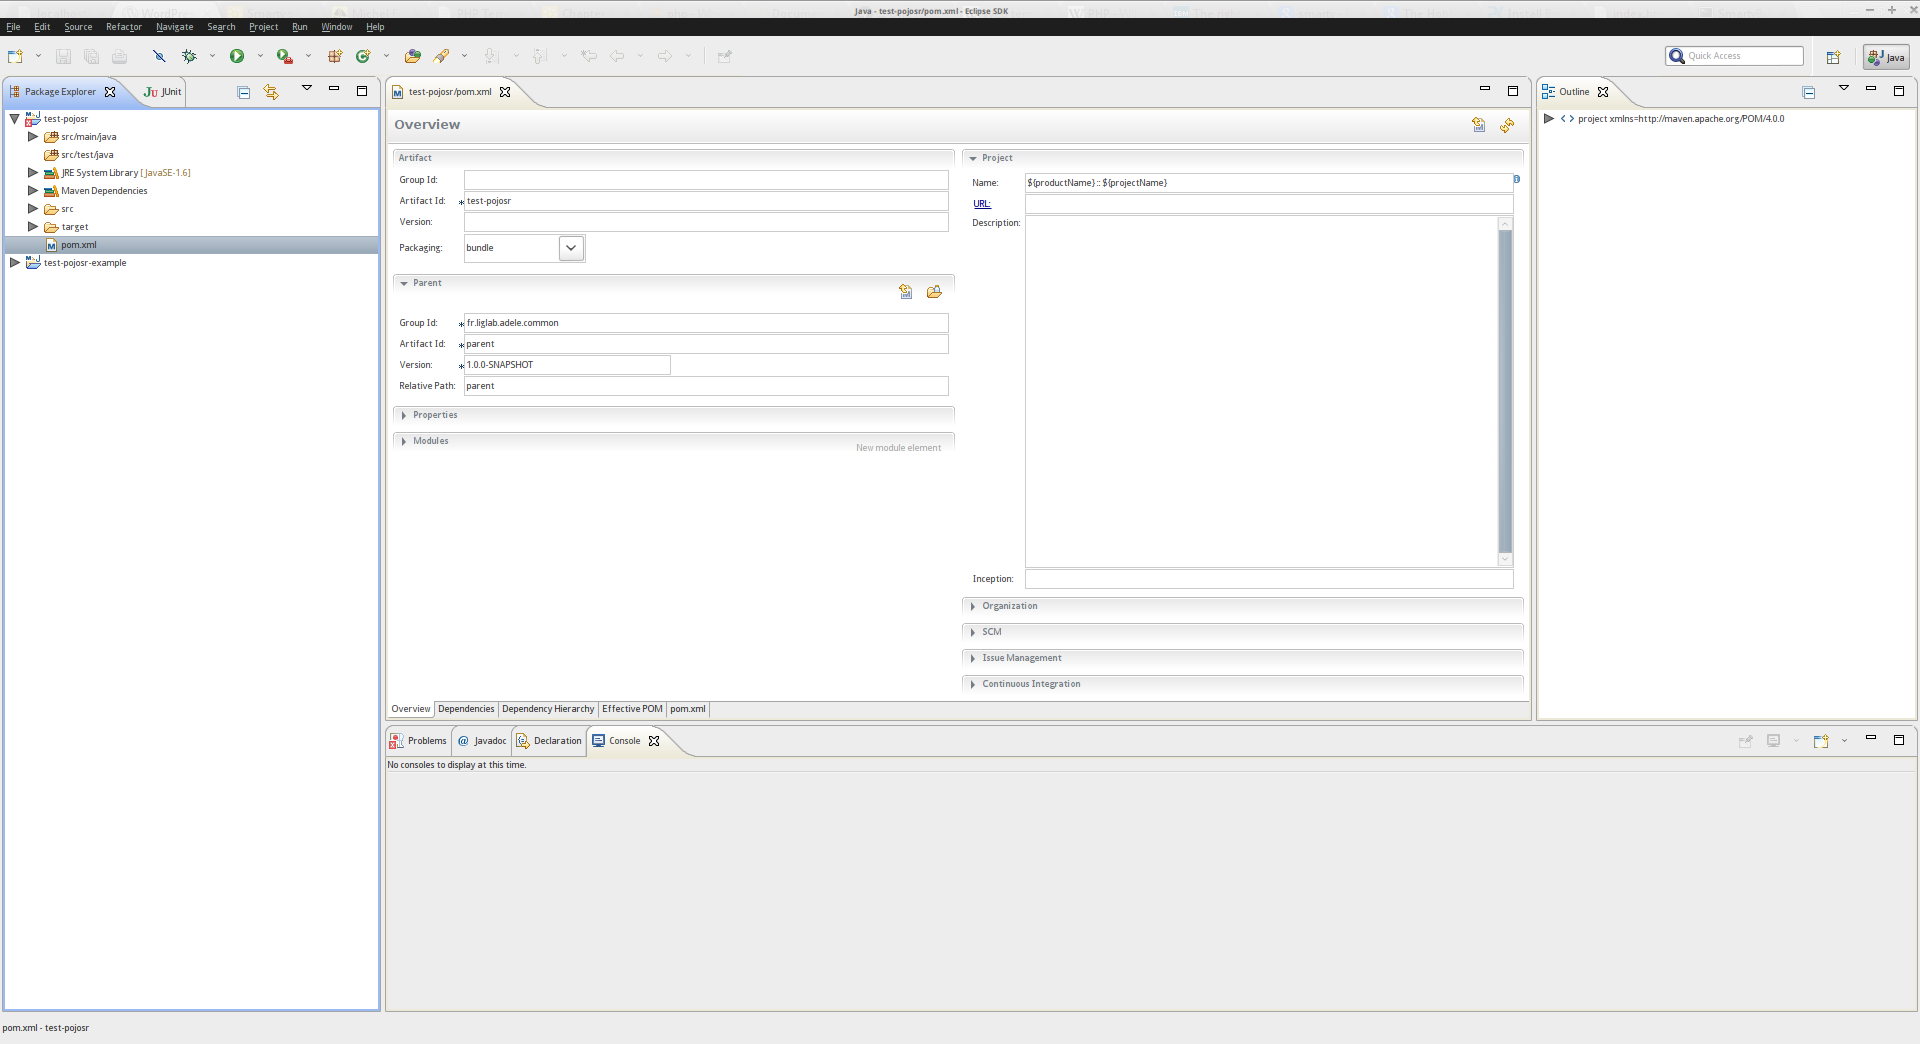 Java - test-pojosr/pom.xml - Eclipse SDK
File Edit Source Refactor Navigate Search Project Run Window Help
Quick Access
Java
Package Explorer
JUnit
test-pojosr
src/main/java
src/test/java
JRE System Library [JavaSE-1.6]
Maven Dependencies
src
target
pom.xml
test-pojosr-example
test-pojosr/pom.xml
Overview
Artifact
Group Id:
Artifact Id: * test-pojosr
Version:
Packaging: bundle
Parent
Group Id: * fr.liglab.adele.common
Artifact Id: * parent
Version: * 1.0.0-SNAPSHOT
Relative Path: parent
Properties
Modules
New module element
Project
Name: ${productName} :: ${projectName}
URL:
Description:
Inception:
Organization
SCM
Issue Management
Continuous Integration
Overview Dependencies Dependency Hierarchy Effective POM pom.xml
Outline
project xmlns=http://maven.apache.org/POM/4.0.0
Problems @ Javadoc Declaration Console
No consoles to display at this time.
pom.xml - test-pojosr